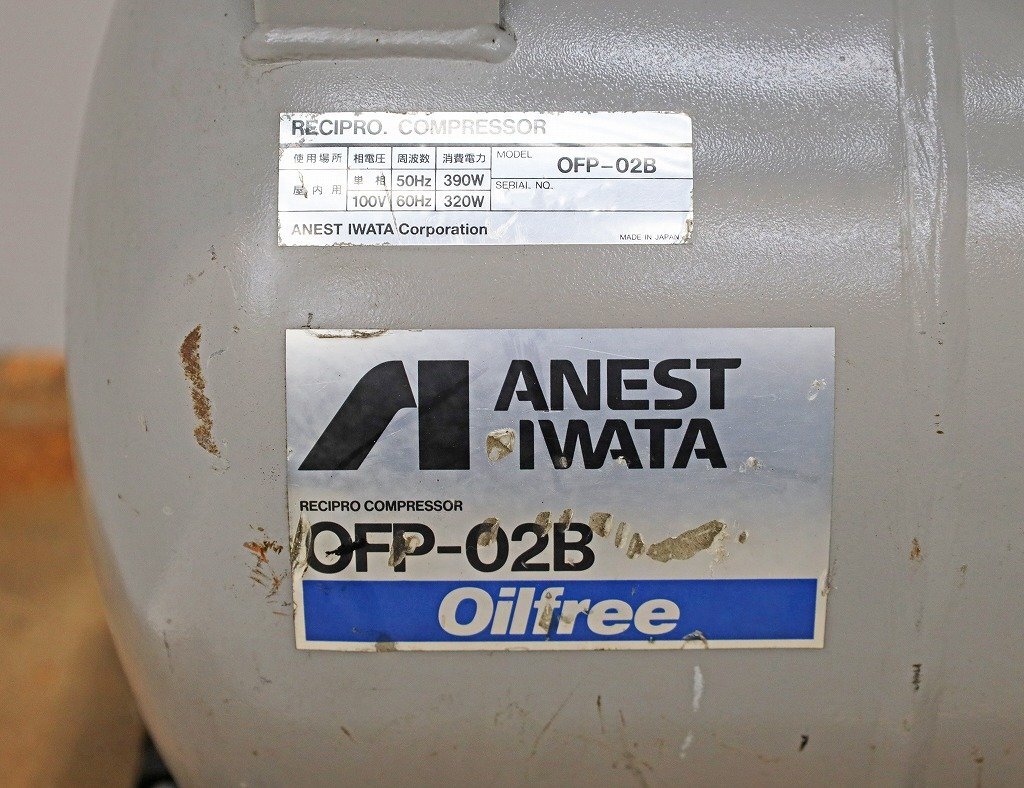 RECIPRO. COMPRESSOR
使用場所 相電圧 周波数 消費電力 MODEL OFP-02B
屋内用 単相 50Hz 390W SERIAL NO.
100V 60Hz 320W
ANEST IWATA Corporation MADE IN JAPAN
ANEST
IWATA
RECIPRO COMPRESSOR
OFP-02B
Oilfree